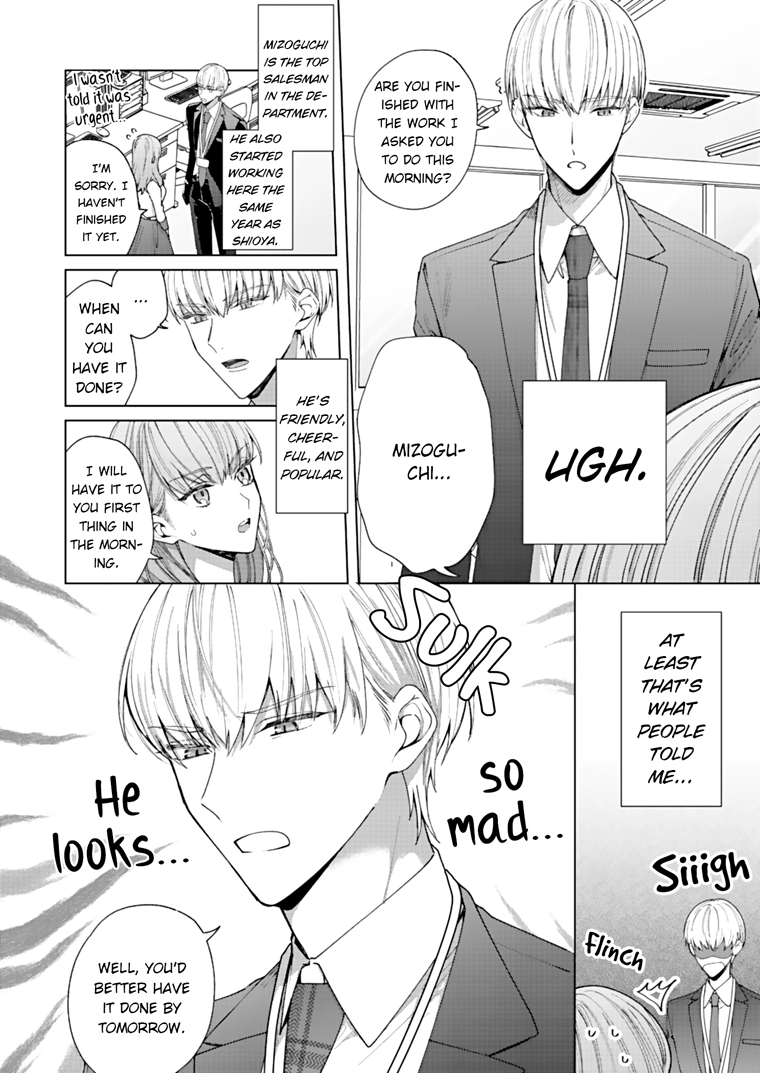 ARE YOU FIN-
ISHED WITH
THE WORK I
ASKED YOU
TO DO THIS
MORNING?
MIZOGU-
CHI...
UGH.
MIZOGUCHI
IS THE TOP
SALESMAN
IN THE DE-
PARTMENT.
HE ALSO
STARTED
WORKING
HERE THE
SAME
YEAR AS
SHIOYA.
I wasn't
told it was
urgent...
I'M
SORRY. I
HAVEN'T
FINISHED
IT YET.
...
WHEN
CAN
YOU
HAVE IT
DONE?
HE'S
FRIENDLY,
CHEER-
FUL, AND
POPULAR.
I WILL
HAVE IT TO
YOU FIRST
THING IN
THE MORN-
ING.
AT
LEAST
THAT'S
WHAT
PEOPLE
TOLD
ME...
Siiigh
flinch
Sulk
He
looks...
so
mad...
WELL, YOU'D
BETTER HAVE
IT DONE BY
TOMORROW.